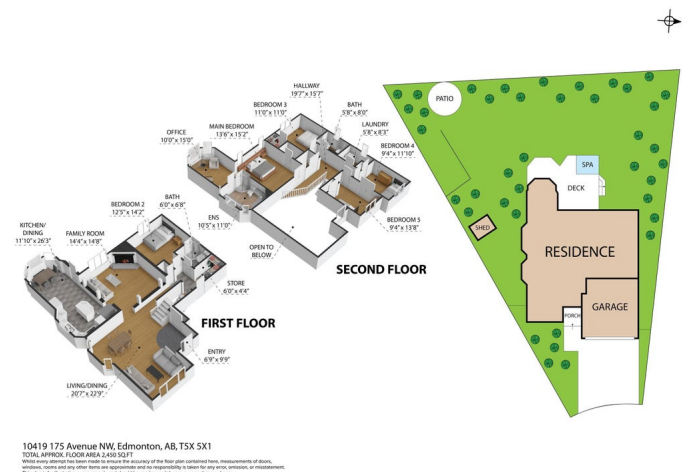 HALLWAY
19'7" x 15'7"
BEDROOM 3
11'0" x 11'0"
BATH
5'8" x 8'0"
MAIN BEDROOM
13'6" x 15'2"
LAUNDRY
5'8" x 8'3"
OFFICE
10'0" x 15'0"
BEDROOM 4
9'4" x 11'10"
BATH
6'0" x 6'8"
BEDROOM 2
12'5" x 14'2"
ENS
10'5" x 11'0"
BEDROOM 5
9'4" x 13'8"
KITCHEN/
DINING
11'10" x 26'3"
FAMILY ROOM
14'4" x 14'8"
OPEN TO
BELOW
SECOND FLOOR
STORE
6'0" x 4'4"
FIRST FLOOR
ENTRY
6'9" x 9'9"
LIVING/DINING
20'7" x 22'9"
PATIO
SPA
DECK
SHED
RESIDENCE
GARAGE
PORCH
10419 175 Avenue NW, Edmonton, AB, T5X 5X1
TOTAL APPROX. FLOOR AREA 2,450 SQ.FT
Whilst every attempt has been made to ensure the accuracy of the floor plan contained here, measurements of doors,
windows, rooms and any other items are approximate and no responsibility is taken for any error, omission, or misstatement.